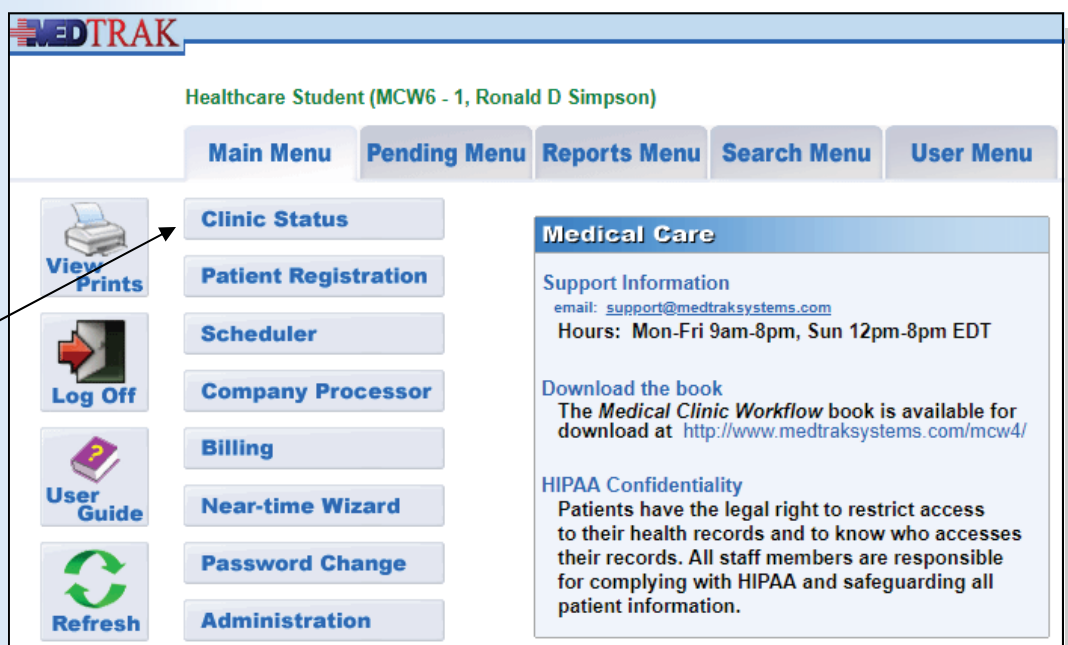 MEDTRAK
Healthcare Student (MCW6 - 1, Ronald D Simpson)
Main Menu Pending Menu Reports Menu Search Menu User Menu
View
Prints
Log Off
User
Guide
Refresh
Clinic Status
Patient Registration
Scheduler
Company Processor
Billing
Near-time Wizard
Password Change
Administration
Medical Care
Support Information
email: support@medtraksystems.com
Hours: Mon-Fri 9am-8pm, Sun 12pm-8pm EDT
Download the book
The Medical Clinic Workflow book is available for
download at http://www.medtraksystems.com/mcw4/
HIPAA Confidentiality
Patients have the legal right to restrict access
to their health records and to know who accesses
their records. All staff members are responsible
for complying with HIPAA and safeguarding all
patient information.